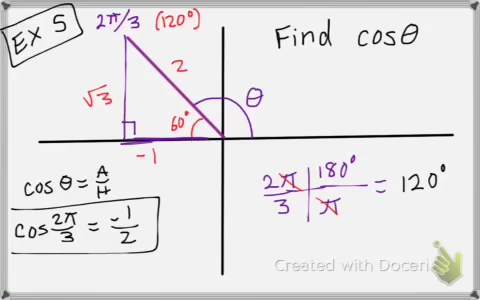 EX 5
2π/3 (120°)
Find cosθ
2
√3
θ
60°
-1
2π/3 | 180°/π = 120°
cos θ = A/H
cos 2π/3 = -1/2
Created with Doceri